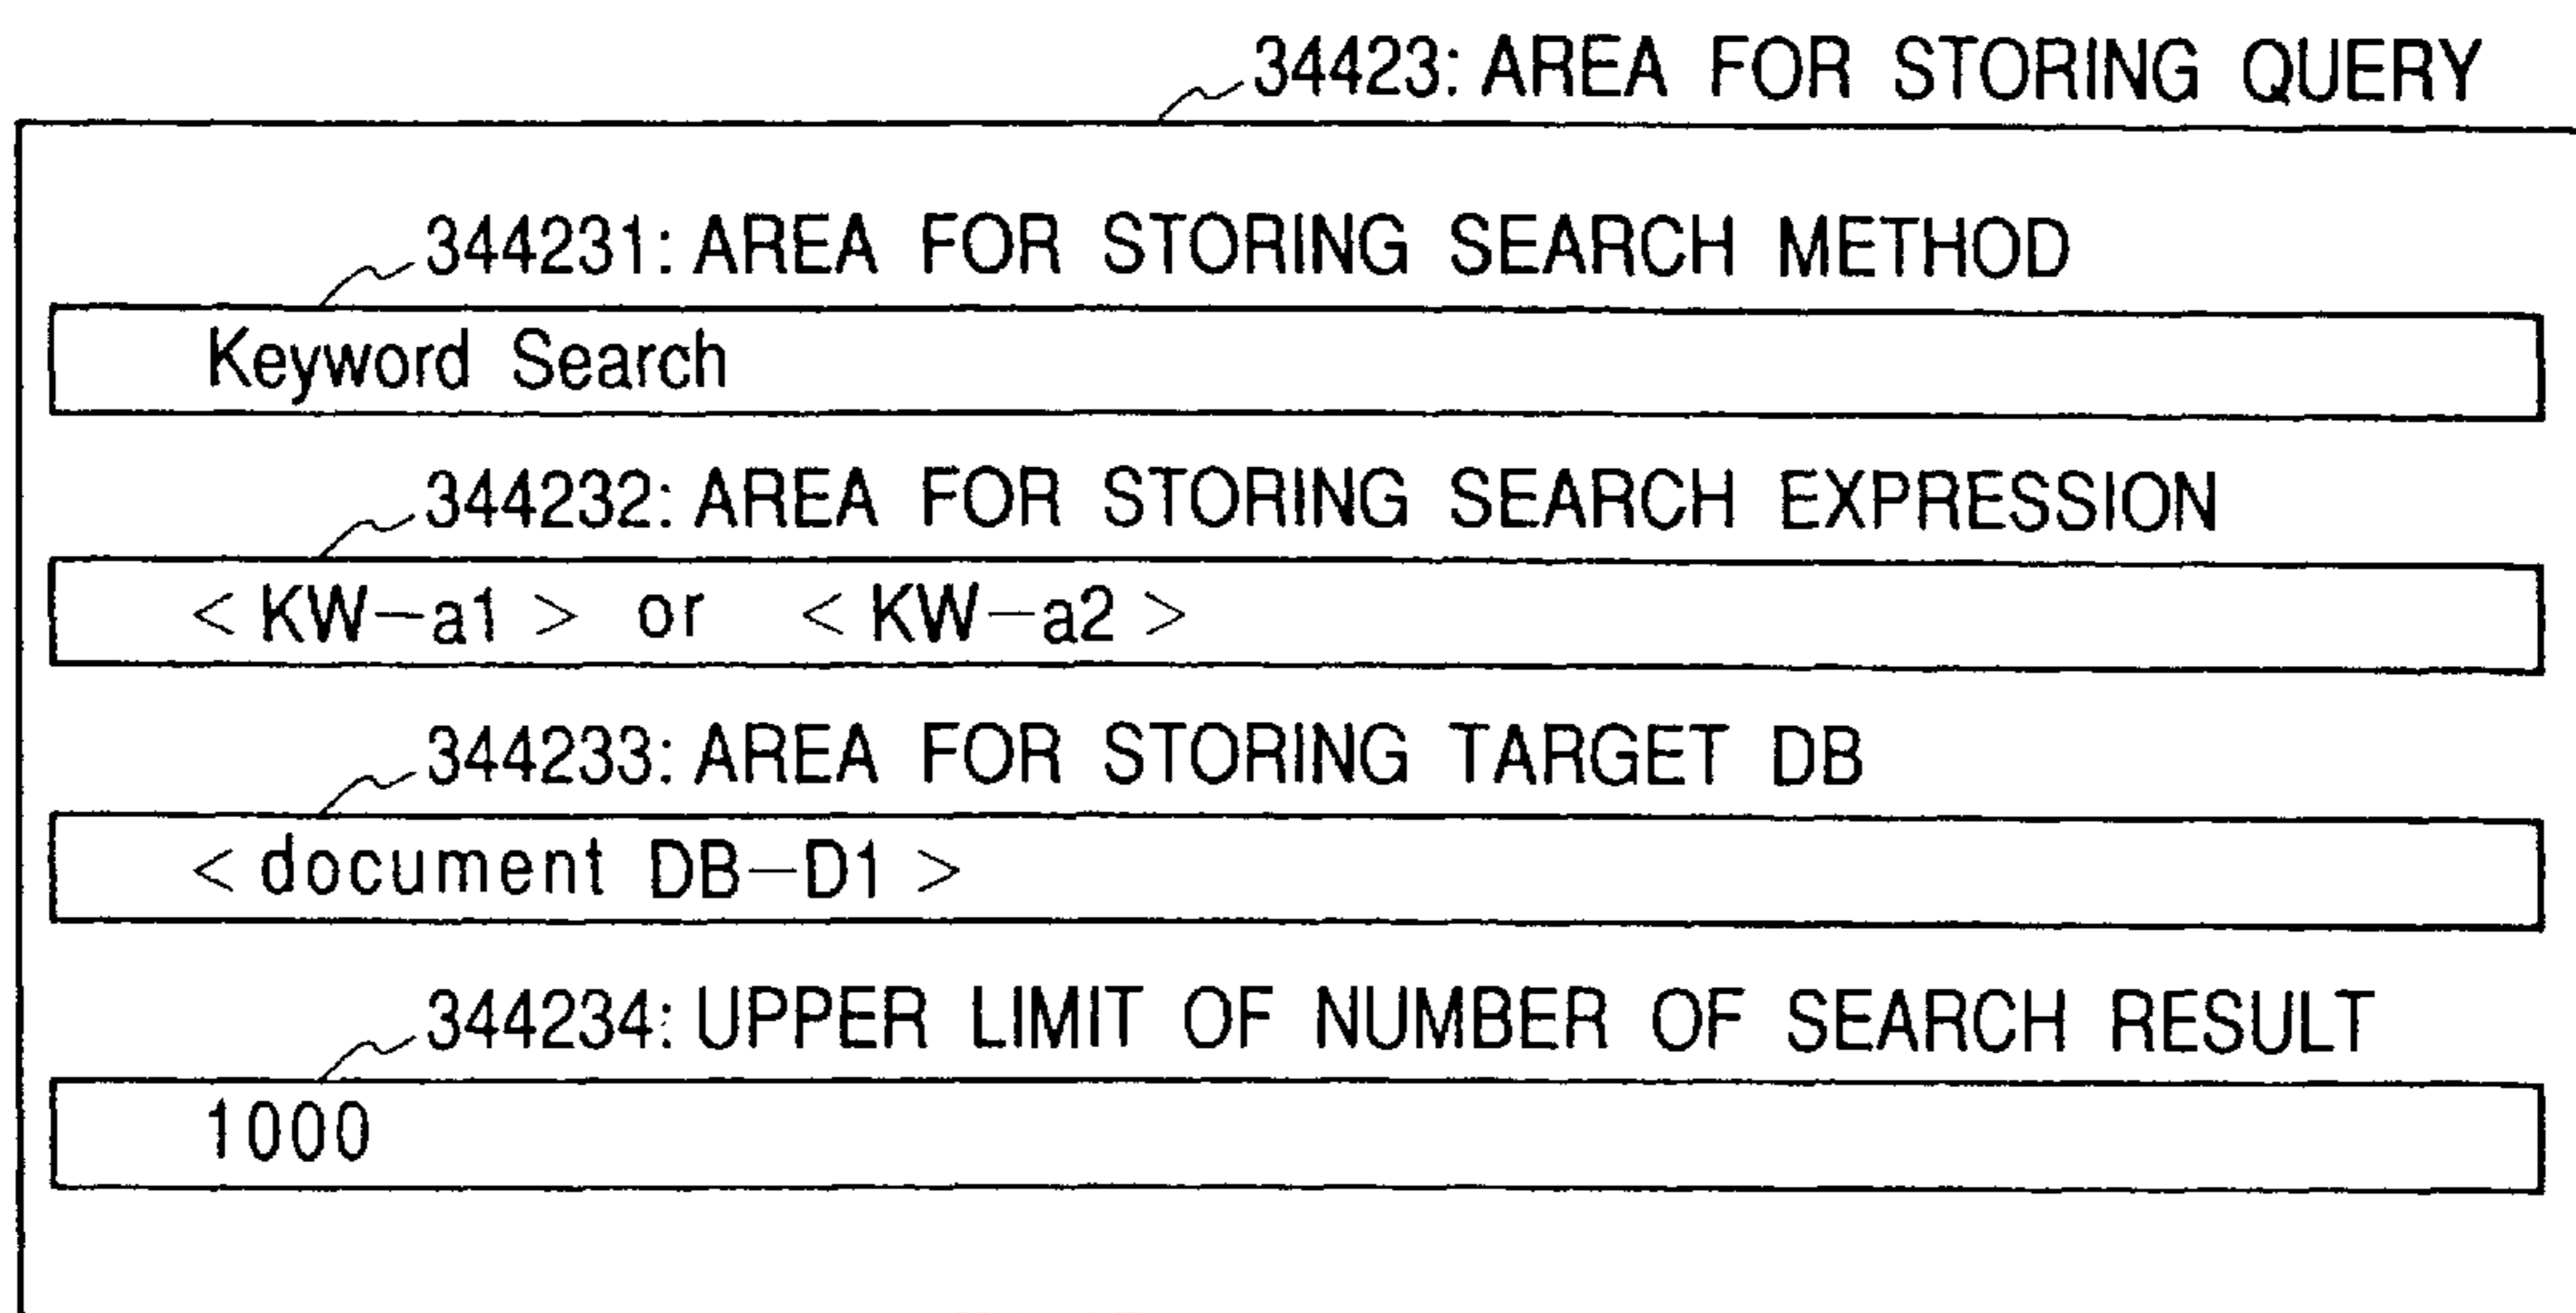 34423: AREA FOR STORING QUERY
344231: AREA FOR STORING SEARCH METHOD
Keyword Search
344232: AREA FOR STORING SEARCH EXPRESSION
< KW-a1 > or < KW-a2 >
344233: AREA FOR STORING TARGET DB
< document DB-D1 >
344234: UPPER LIMIT OF NUMBER OF SEARCH RESULT
1000